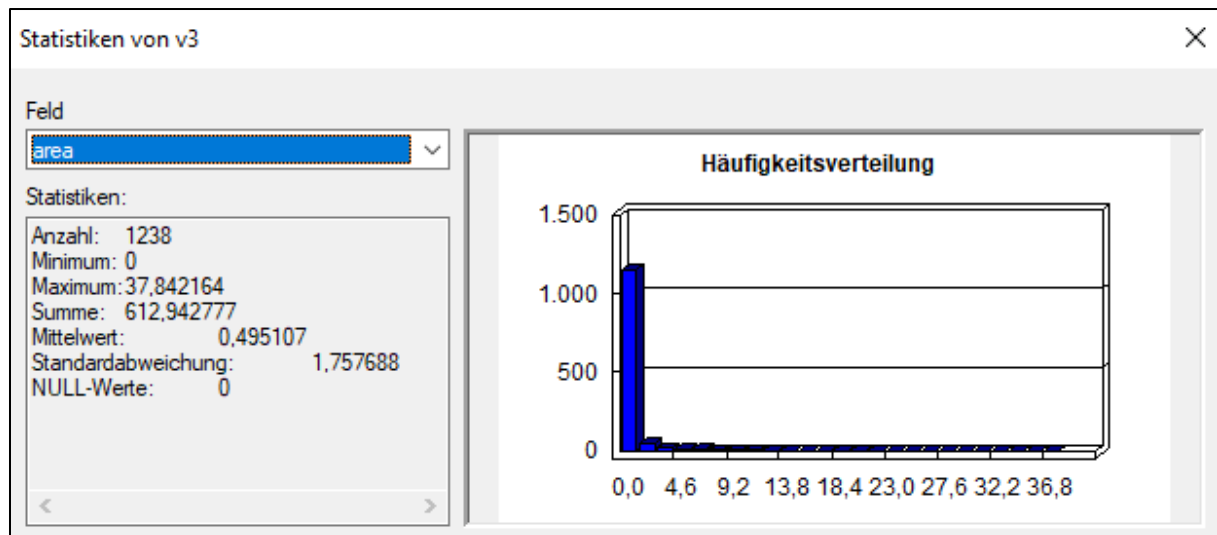 Statistiken von v3
Feld
area
Statistiken:
Anzahl: 1238
Minimum: 0
Maximum: 37,842164
Summe: 612,942777
Mittelwert: 0,495107
Standardabweichung: 1,757688
NULL-Werte: 0
Häufigkeitsverteilung
1.500
1.000
500
0
0,0 4,6 9,2 13,8 18,4 23,0 27,6 32,2 36,8